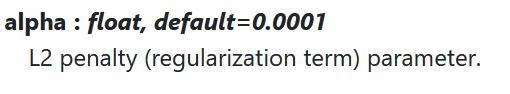 alpha : float, default=0.0001
L2 penalty (regularization term) parameter.